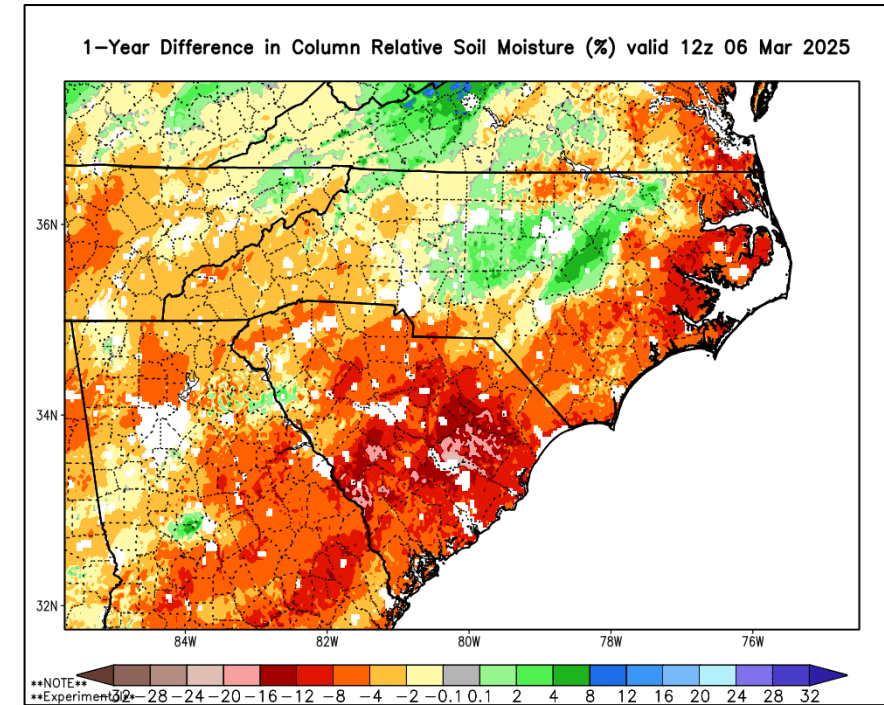 1-Year Difference in Column Relative Soil Moisture (%) valid 12z 06 Mar 2025
36N
34N
32N
84W 82W 80W 78W 76W
**NOTE**
**Experimental** -32 -28 -24 -20 -16 -12 -8 -4 -2 -0.1 0.1 2 4 8 12 16 20 24 28 32